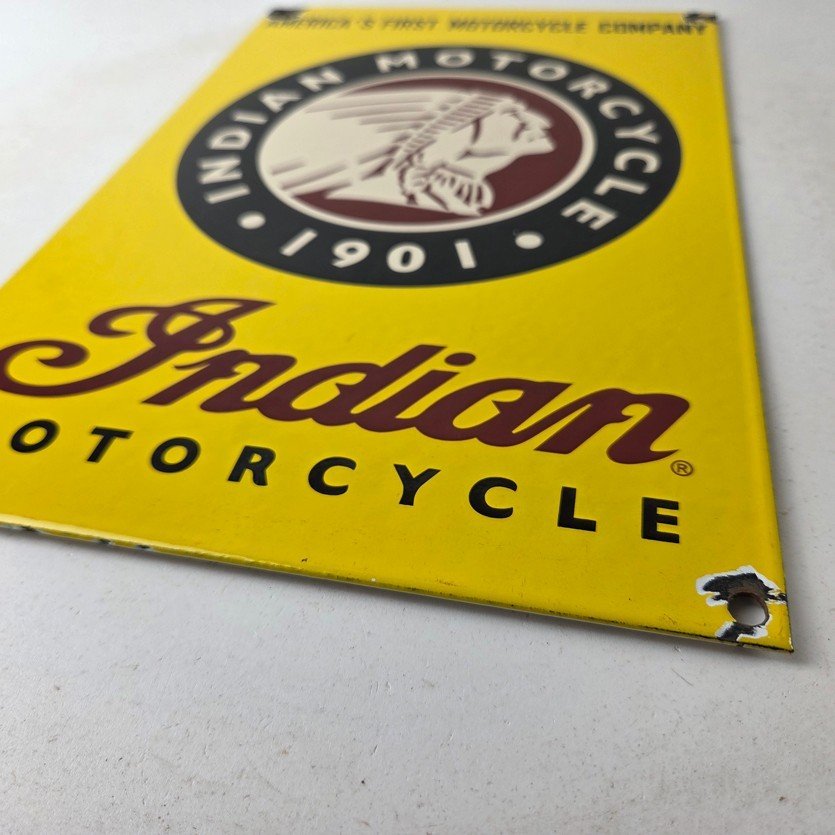 AMERICA'S FIRST MOTORCYCLE COMPANY
INDIAN MOTORCYCLE
• 1901 •
Indian
OTORCYCLE
®